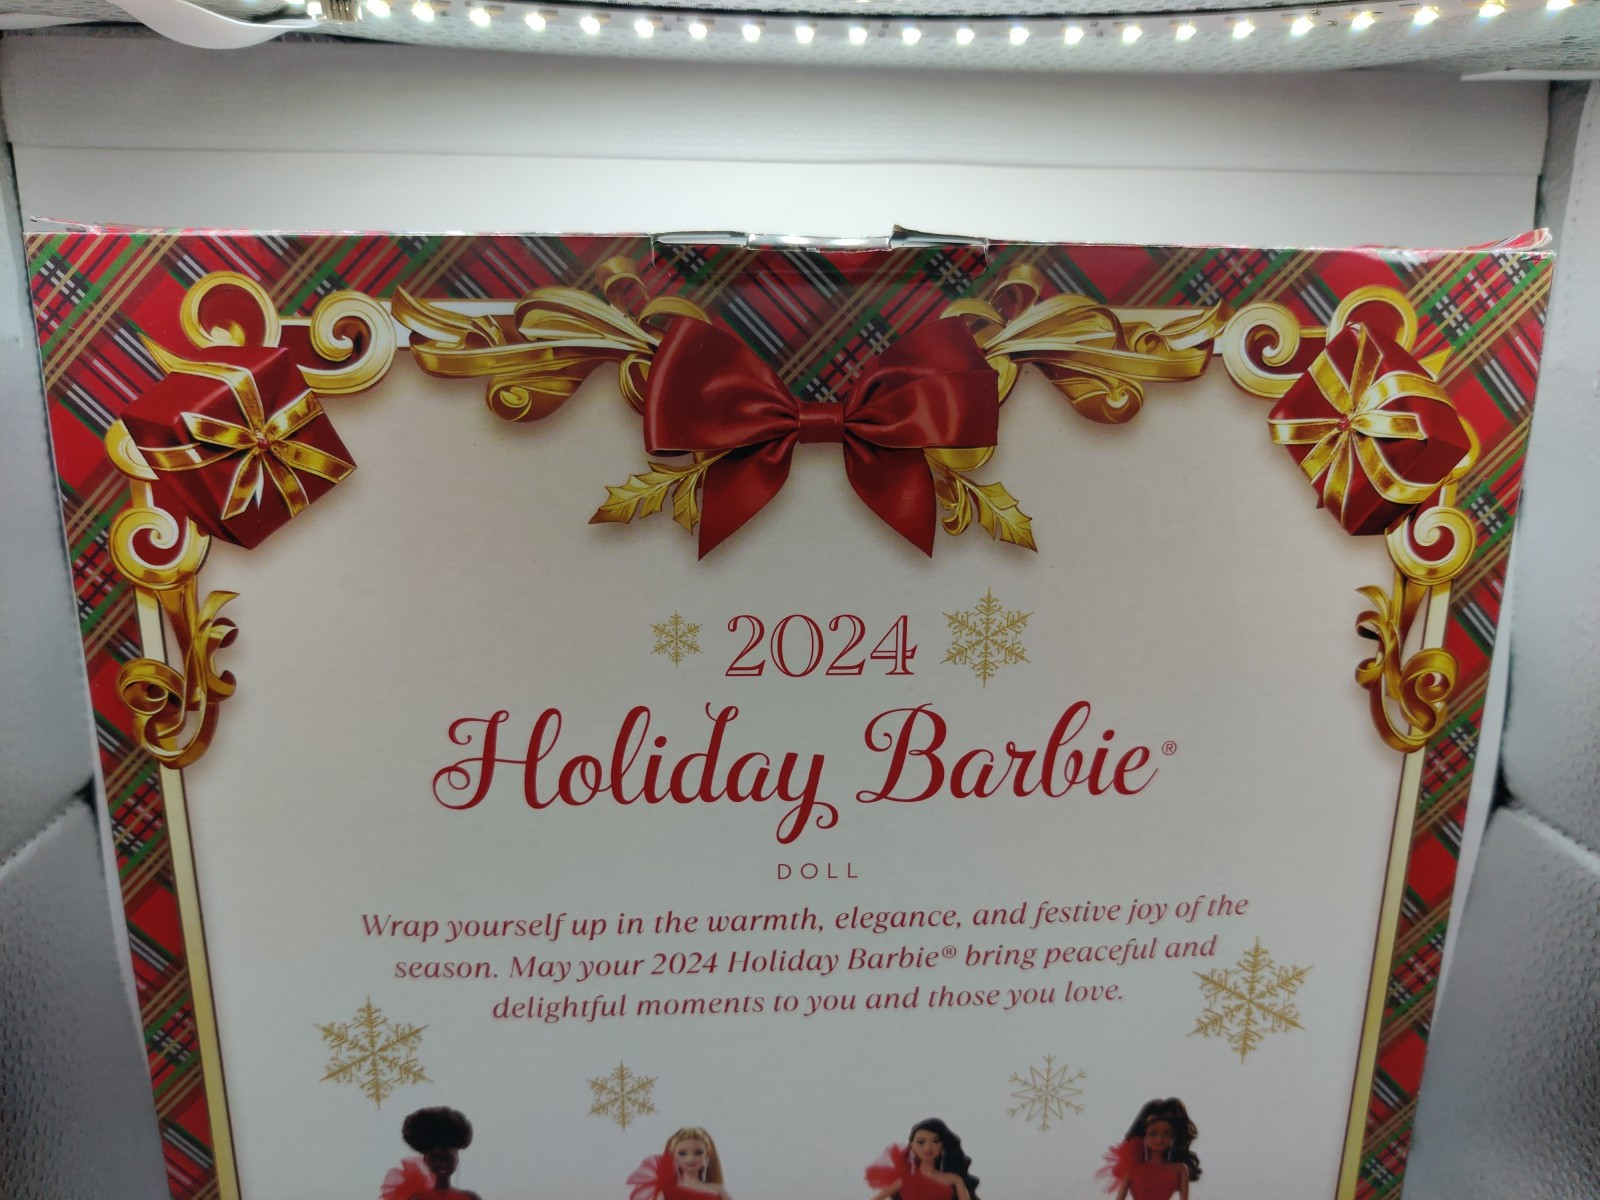 2024
Holiday Barbie®
DOLL
Wrap yourself up in the warmth, elegance, and festive joy of the
season. May your 2024 Holiday Barbie® bring peaceful and
delightful moments to you and those you love.